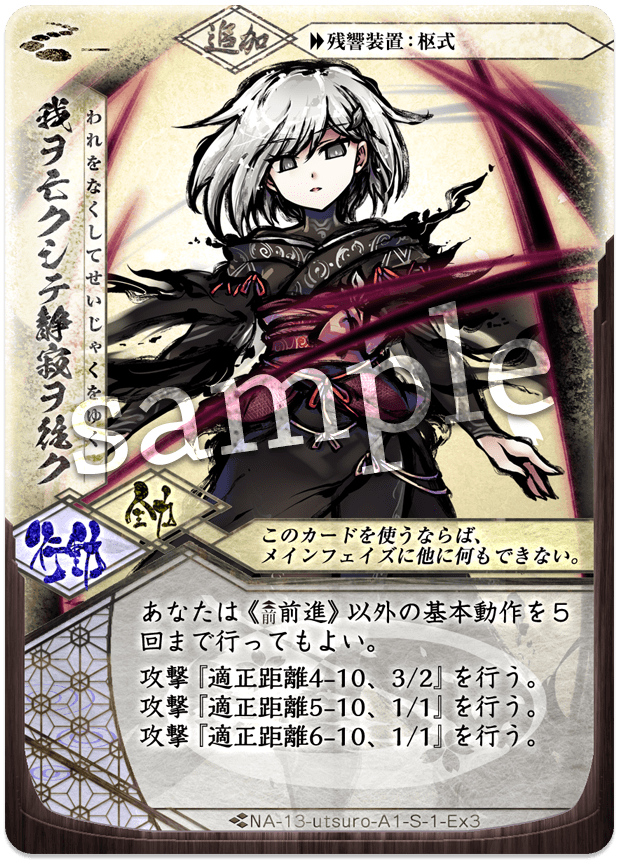 追加
▶▶残響装置：枢式
我ヲ亡クシテ静寂ヲ往ク
われをなくしてせいじゃくをゆく
sample
行動
全力
このカードを使うならば、
メインフェイズに他に何もできない。
あなたは《前前進》以外の基本動作を５
回まで行ってもよい。
攻撃『適正距離4-10、3/2』を行う。
攻撃『適正距離5-10、1/1』を行う。
攻撃『適正距離6-10、1/1』を行う。
NA-13-utsuro-A1-S-1-Ex3